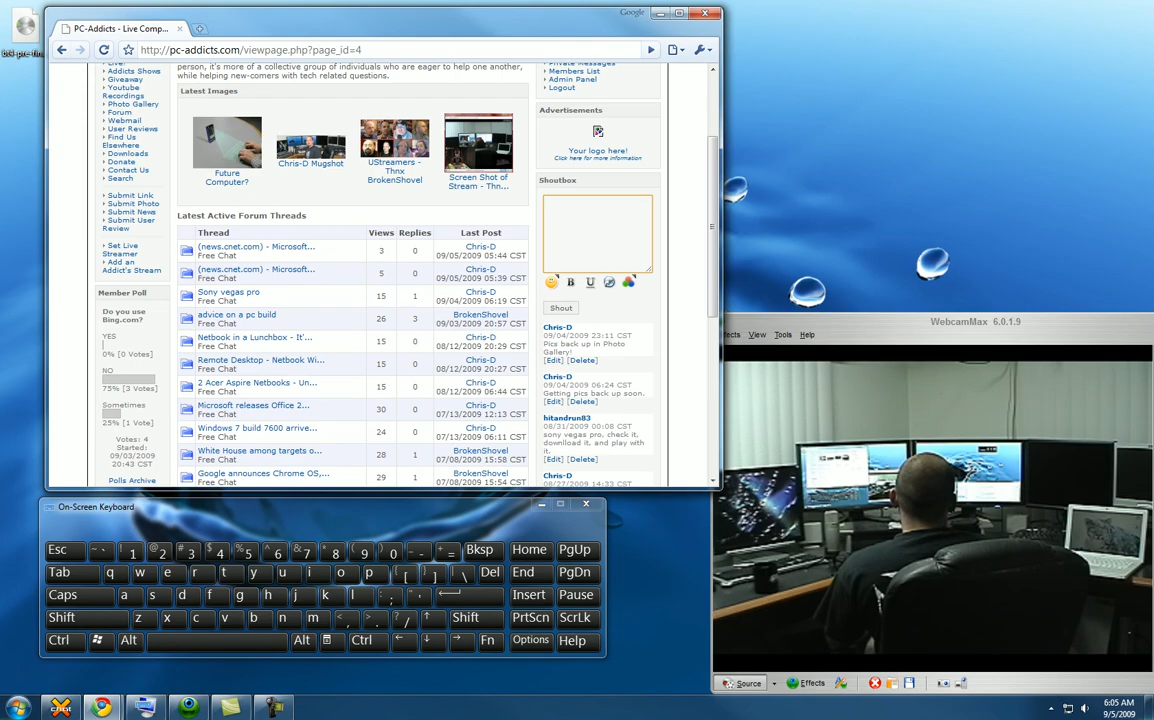 Google
PC-Addicts - Live Comp...
http://pc-addicts.com/viewpage.php?page_id=4
Live!
Addicts Shows
Giveaway
Youtube
Recordings
Photo Gallery
Forum
Webmail
User Reviews
Find Us
Elsewhere
Downloads
Donate
Contact Us
Search
Submit Link
Submit Photo
Submit News
Submit User
Review
Set Live
Streamer
Add an
Addict's Stream
Member Poll
Do you use
Bing.com?
YES
0% [0 Votes]
NO
75% [3 Votes]
Sometimes
25% [1 Vote]
Votes: 4
Started:
09/03/2009
20:43 CST
Polls Archive
person, it's more of a collective group of individuals who are eager to help one another,
while helping new-comers with tech related questions.
Latest Images
Future
Computer?
Chris-D Mugshot
UStreamers -
Thnx
BrokenShovel
Screen Shot of
Stream - Thn...
Latest Active Forum Threads
Thread Views Replies Last Post
(news.cnet.com) - Microsoft... 3 0 Chris-D
Free Chat 09/05/2009 05:44 CST
(news.cnet.com) - Microsoft... 5 0 Chris-D
Free Chat 09/05/2009 05:39 CST
Sony vegas pro 15 1 Chris-D
Free Chat 09/04/2009 06:19 CST
advice on a pc build 26 3 BrokenShovel
Free Chat 09/03/2009 20:57 CST
Netbook in a Lunchbox - It'... 15 0 Chris-D
Free Chat 08/12/2009 20:29 CST
Remote Desktop - Netbook Wi... 15 0 Chris-D
Free Chat 08/12/2009 20:27 CST
2 Acer Aspire Netbooks - Un... 15 0 Chris-D
Free Chat 08/12/2009 06:44 CST
Microsoft releases Office 2... 30 0 Chris-D
Free Chat 07/13/2009 12:13 CST
Windows 7 build 7600 arrive... 24 0 Chris-D
Free Chat 07/13/2009 06:11 CST
White House among targets o... 28 1 BrokenShovel
Free Chat 07/08/2009 15:58 CST
Google announces Chrome OS,... 29 1 BrokenShovel
Free Chat 07/08/2009 15:54 CST
Private Messages
Members List
Admin Panel
Logout
Advertisements
Your logo here!
Click here for more information
Shoutbox
B U
Shout
Chris-D
09/04/2009 23:11 CST
Pics back up in Photo
Gallery!
[Edit] [Delete]
Chris-D
09/04/2009 06:24 CST
Getting pics back up soon.
[Edit] [Delete]
hitandrun83
08/31/2009 00:08 CST
sony vegas pro, check it,
download it, and play with
it.
[Edit] [Delete]
Chris-D
08/27/2009 14:33 CST
WebcamMax 6.0.1.9
View Tools Help
Source Effects
On-Screen Keyboard
Esc ~ ` ! 1 @ 2 # 3 $ 4 % 5 ^ 6 & 7 * 8 ( 9 ) 0 _ - + = Bksp Home PgUp
Tab q w e r t y u i o p { [ } ] | \ Del End PgDn
Caps a s d f g h j k l : ; " ' Insert Pause
Shift z x c v b n m < , > . ? / ↑ Shift PrtScn ScrLk
Ctrl Alt Alt Ctrl ← ↓ → Fn Options Help
chat
6:05 AM
9/5/2009